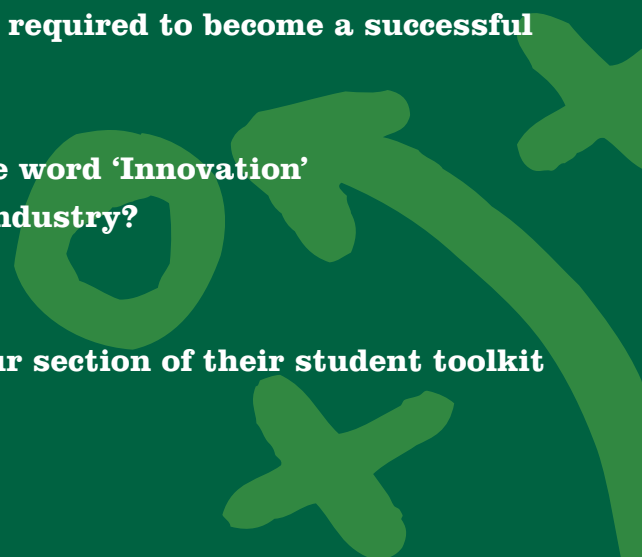 required to become a successful
e word ‘Innovation’
ndustry?
ur section of their student toolkit